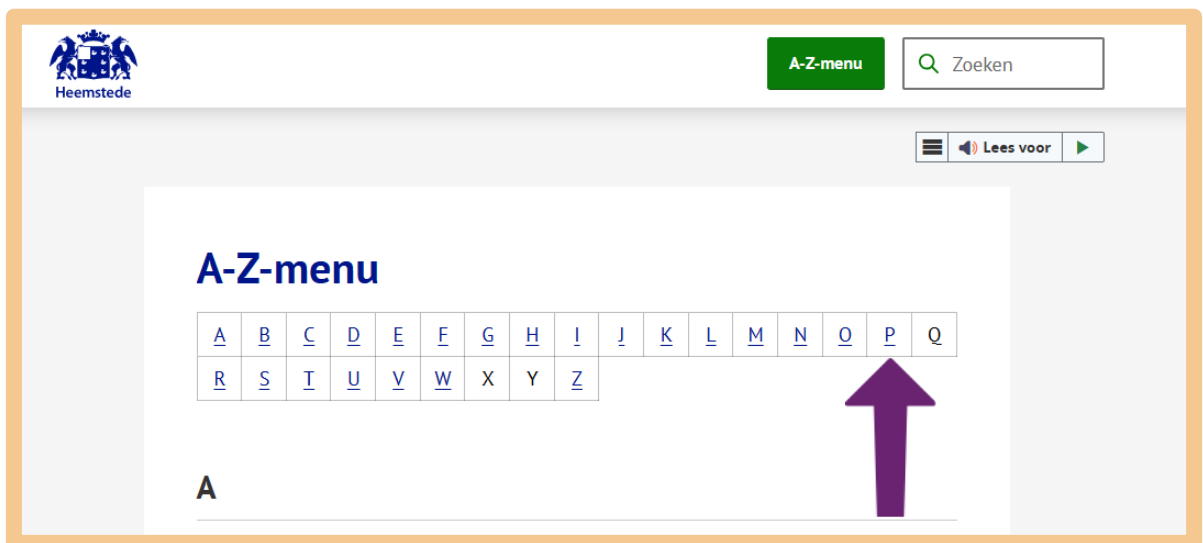 Heemstede
A-Z-menu
Zoeken
Lees voor
A-Z-menu
A B C D E F G H I J K L M N O P Q
R S T U V W X Y Z
A